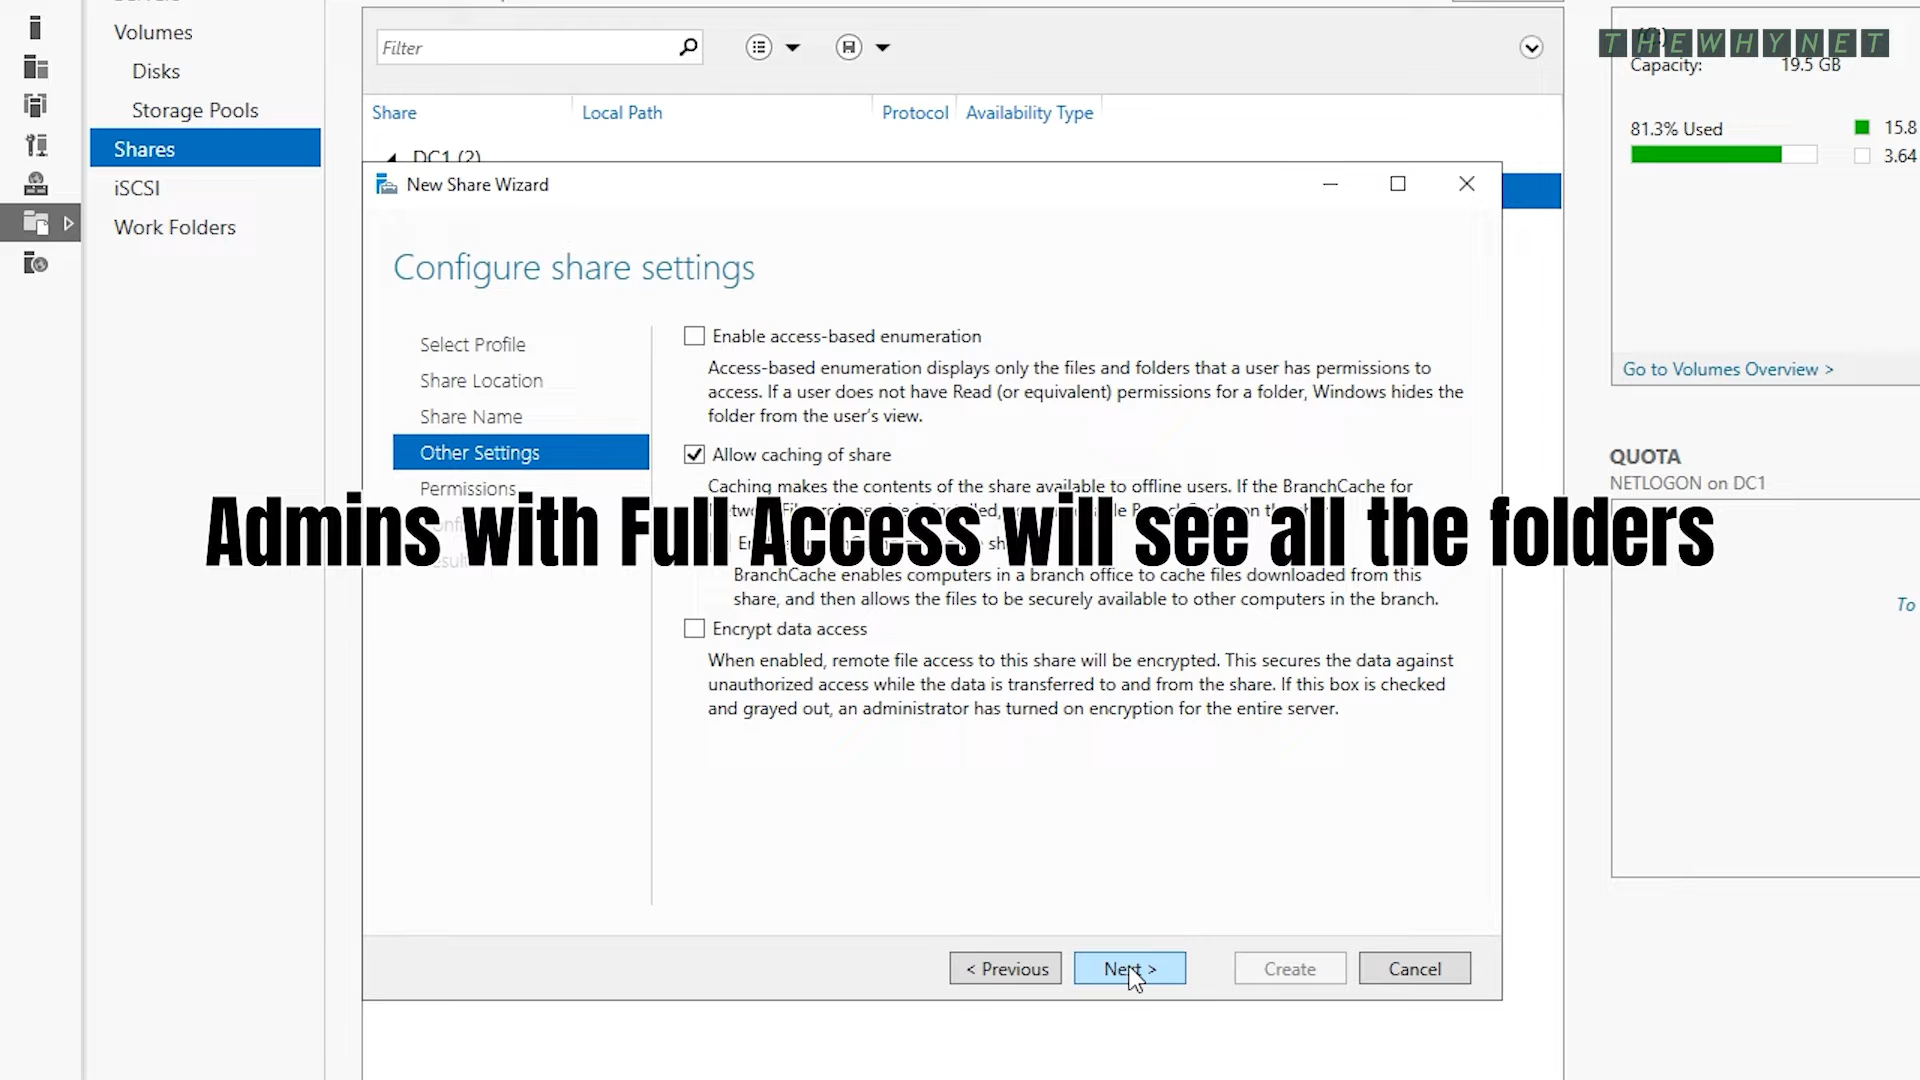 Volumes
Disks
Storage Pools
Shares
iSCSI
Work Folders
Filter
Share Local Path Protocol Availability Type
DC1 (2)
New Share Wizard
Configure share settings
Select Profile
Share Location
Share Name
Other Settings
Permissions
Enable access-based enumeration
Access-based enumeration displays only the files and folders that a user has permissions to
access. If a user does not have Read (or equivalent) permissions for a folder, Windows hides the
folder from the user's view.
Allow caching of share
Caching makes the contents of the share available to offline users. If the BranchCache for
Admins with Full Access will see all the folders
BranchCache enables computers in a branch office to cache files downloaded from this
share, and then allows the files to be securely available to other computers in the branch.
Encrypt data access
When enabled, remote file access to this share will be encrypted. This secures the data against
unauthorized access while the data is transferred to and from the share. If this box is checked
and grayed out, an administrator has turned on encryption for the entire server.
< Previous
Next >
Create
Cancel
THEWHYNET
Capacity: 19.5 GB
81.3% Used
15.8
3.64
Go to Volumes Overview >
QUOTA
NETLOGON on DC1
To